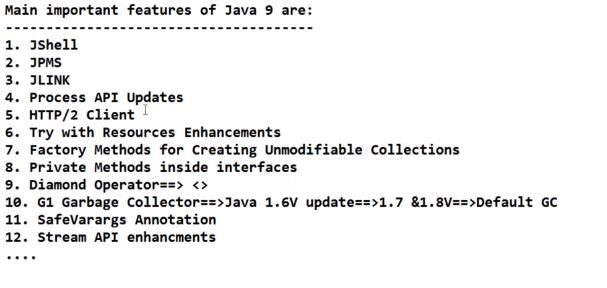 Main important features of Java 9 are:
--------------------------------------
1. JShell
2. JPMS
3. JLINK
4. Process API Updates
5. HTTP/2 Client
6. Try with Resources Enhancements
7. Factory Methods for Creating Unmodifiable Collections
8. Private Methods inside interfaces
9. Diamond Operator==> <>
10. G1 Garbage Collector==>Java 1.6V update==>1.7 &1.8V==>Default GC
11. SafeVarargs Annotation
12. Stream API enhancments
....